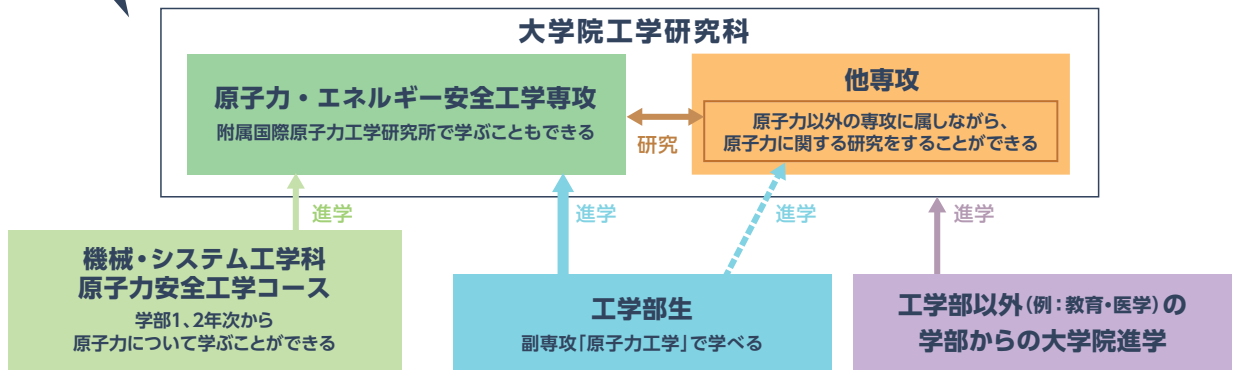 大学院工学研究科
原子力・エネルギー安全工学専攻
附属国際原子力工学研究所で学ぶこともできる
研究
他専攻
原子力以外の専攻に属しながら、
原子力に関する研究をすることができる
進学
進学
進学
進学
機械・システム工学科
原子力安全工学コース
学部1、2年次から
原子力について学ぶことができる
工学部生
副専攻「原子力工学」で学べる
工学部以外(例:教育・医学)の
学部からの大学院進学